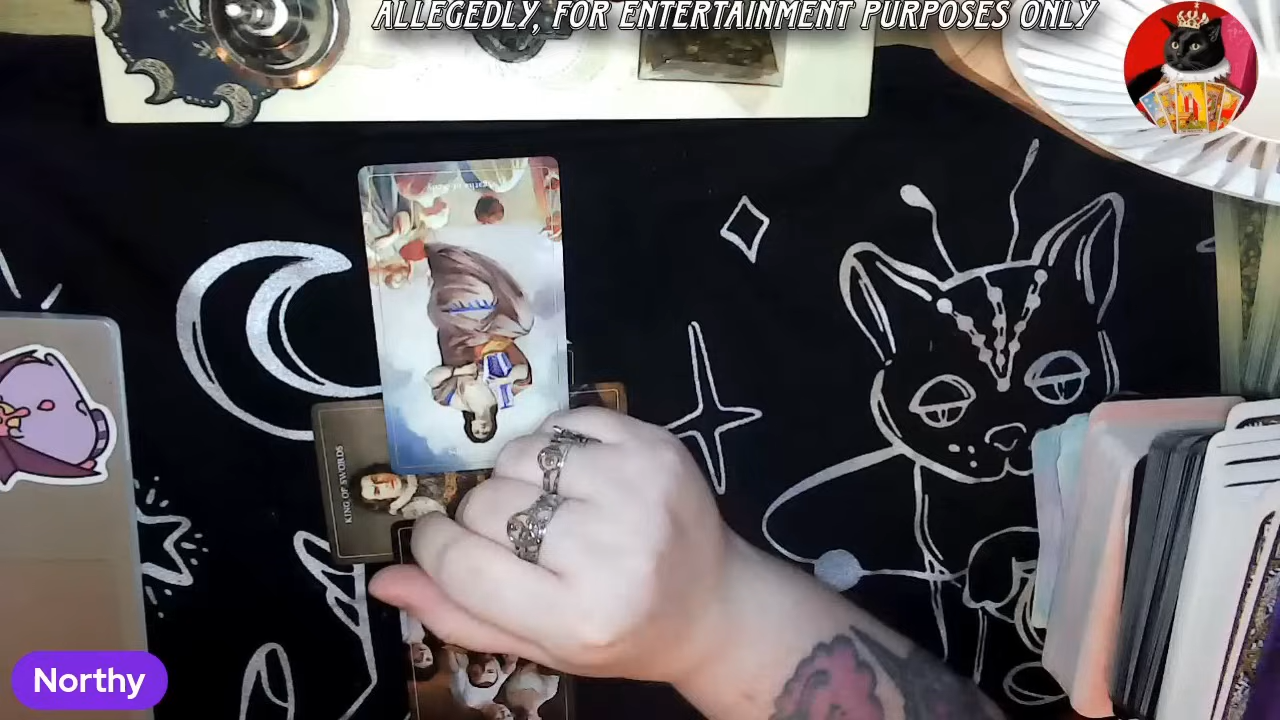 ALLEGEDLY, FOR ENTERTAINMENT PURPOSES ONLY
KING OF SWORDS
Northy